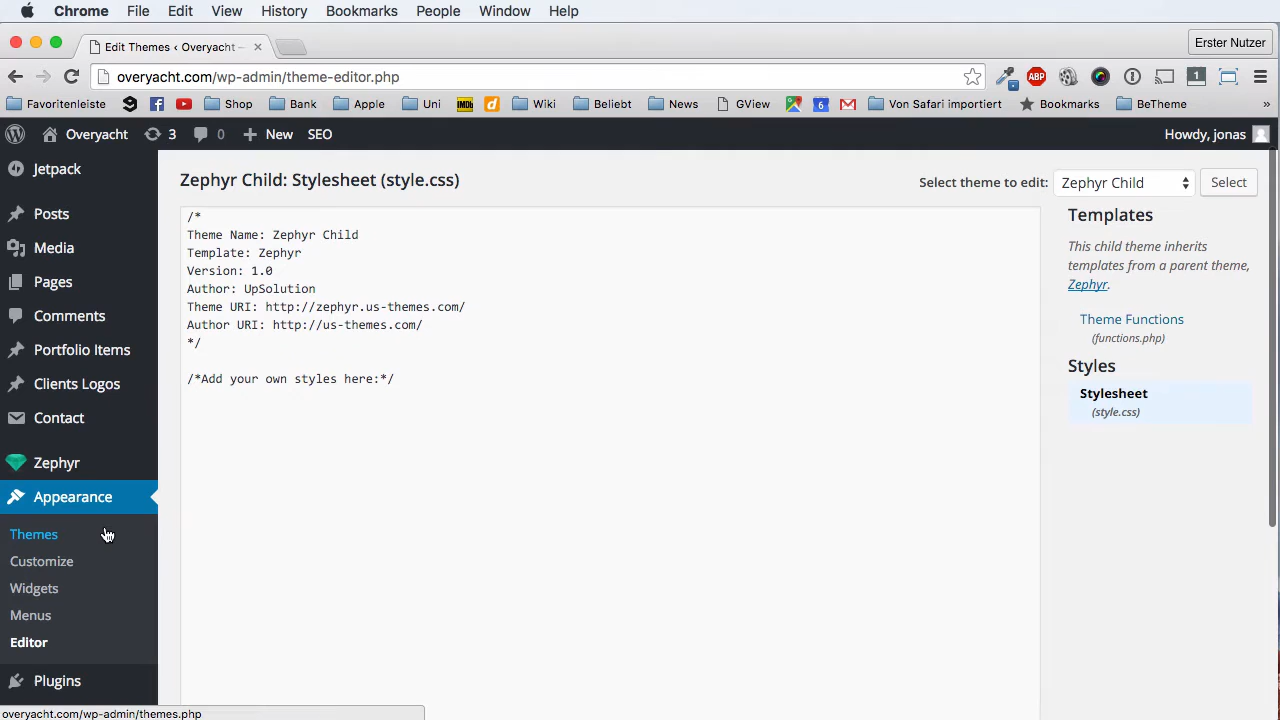 Chrome File Edit View History Bookmarks People Window Help
Edit Themes ‹ Overyacht –
Erster Nutzer
overyacht.com/wp-admin/theme-editor.php
ABP 1
Favoritenleiste Shop Bank Apple Uni IMDb d Wiki Beliebt News GView 6 Von Safari importiert Bookmarks BeTheme »
Overyacht 3 0 New SEO Howdy, jonas
Jetpack
Posts
Media
Pages
Comments
Portfolio Items
Clients Logos
Contact
Zephyr
Appearance
Themes
Customize
Widgets
Menus
Editor
Plugins
Zephyr Child: Stylesheet (style.css)
Select theme to edit: Zephyr Child Select
/*
Theme Name: Zephyr Child
Template: Zephyr
Version: 1.0
Author: UpSolution
Theme URI: http://zephyr.us-themes.com/
Author URI: http://us-themes.com/
*/
/*Add your own styles here:*/
Templates
This child theme inherits
templates from a parent theme,
Zephyr.
Theme Functions
(functions.php)
Styles
Stylesheet
(style.css)
overyacht.com/wp-admin/themes.php